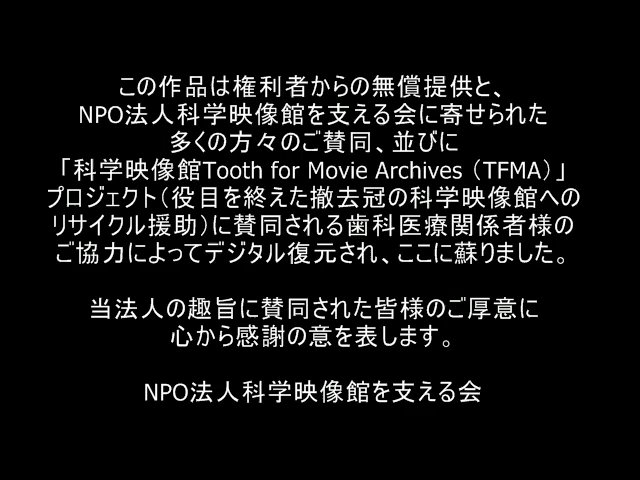 この作品は権利者からの無償提供と、
NPO法人科学映像館を支える会に寄せられた
多くの方々のご賛同、並びに
「科学映像館Tooth for Movie Archives（TFMA）」
プロジェクト（役目を終えた撤去冠の科学映像館への
リサイクル援助）に賛同される歯科医療関係者様の
ご協力によってデジタル復元され、ここに蘇りました。
当法人の趣旨に賛同された皆様のご厚意に
心から感謝の意を表します。
NPO法人科学映像館を支える会